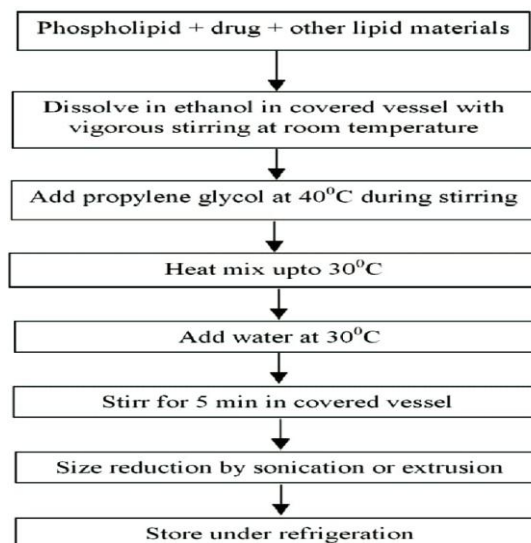 Phospholipid + drug + other lipid materials
Dissolve in ethanol in covered vessel with
vigorous stirring at room temperature
Add propylene glycol at 40⁰C during stirring
Heat mix upto 30⁰C
Add water at 30⁰C
Stirr for 5 min in covered vessel
Size reduction by sonication or extrusion
Store under refrigeration